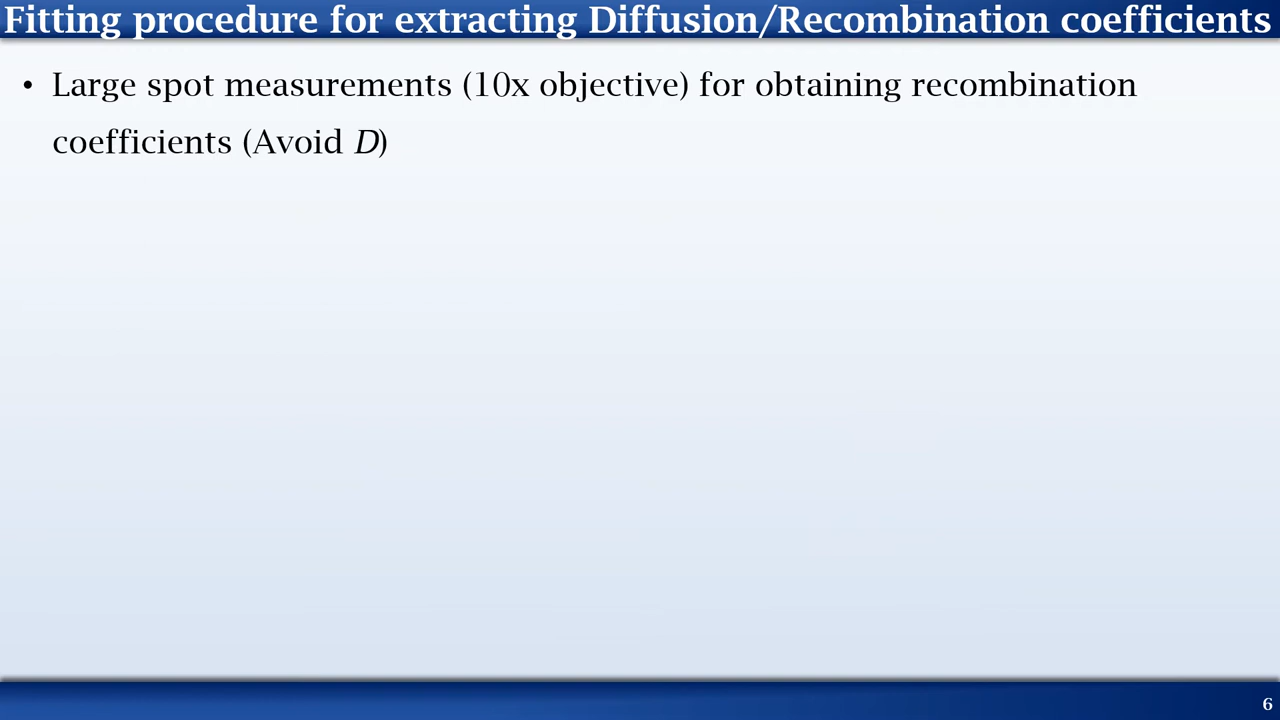 Fitting procedure for extracting Diffusion/Recombination coefficients
• Large spot measurements (10x objective) for obtaining recombination
coefficients (Avoid D)
6